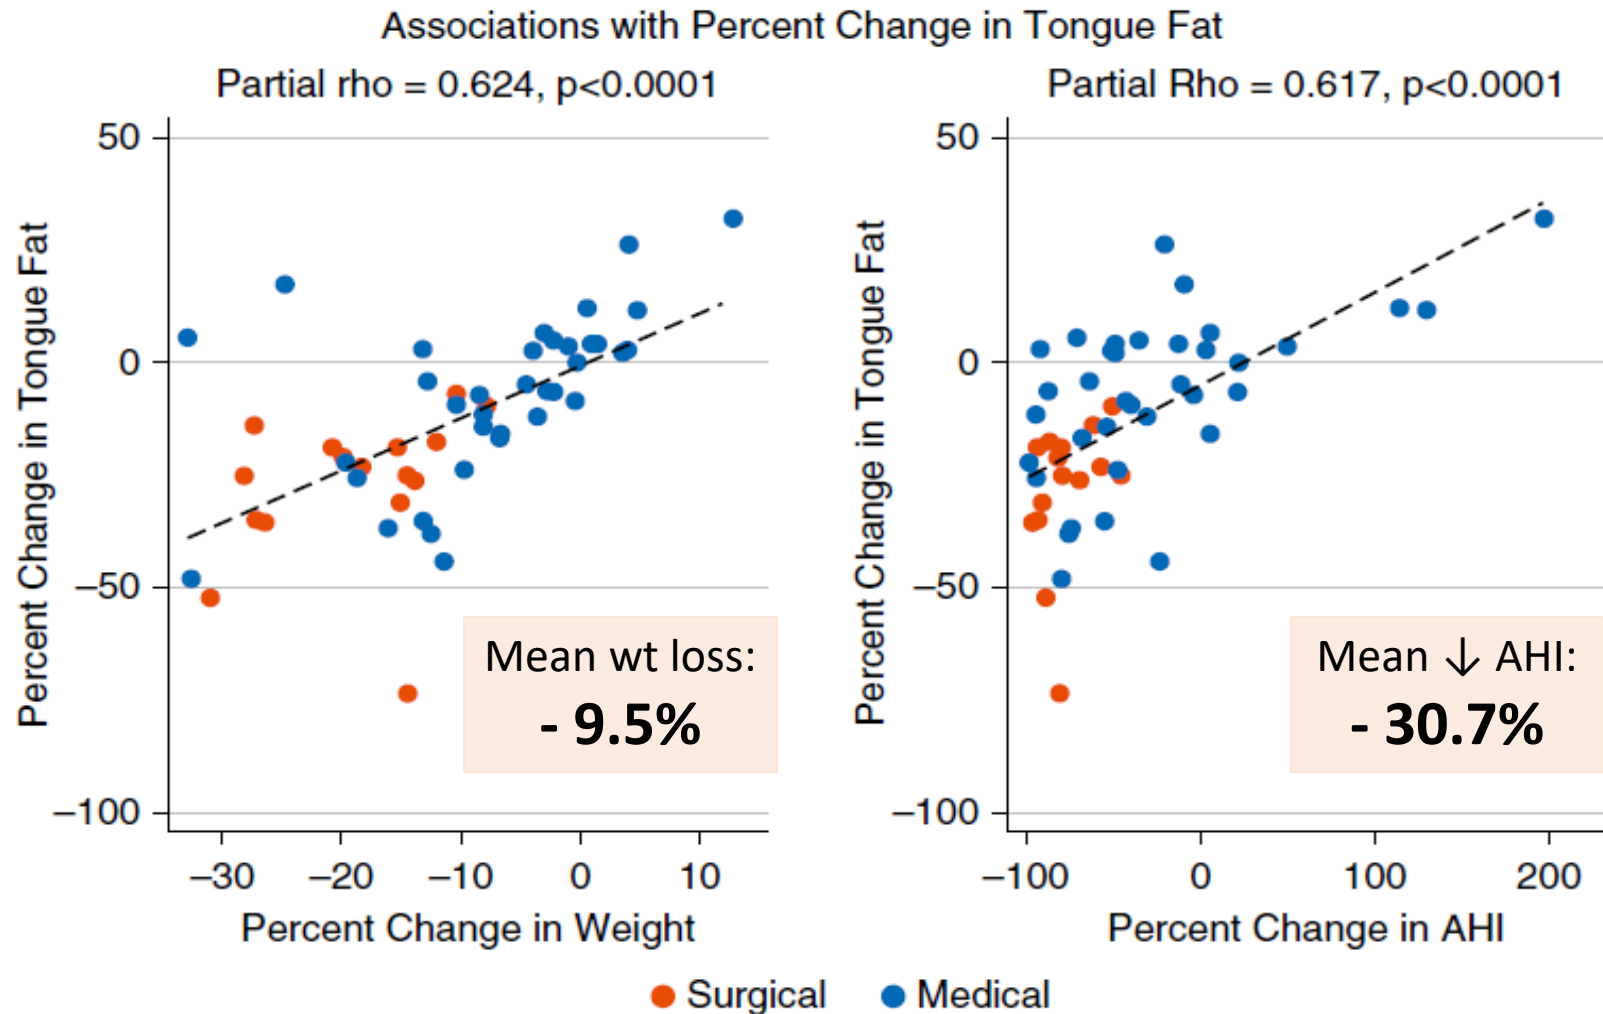 Associations with Percent Change in Tongue Fat
Partial rho = 0.624, p<0.0001
Percent Change in Tongue Fat
50
0
−50
−100
Mean wt loss:
- 9.5%
−30 −20 −10 0 10
Percent Change in Weight
Partial Rho = 0.617, p<0.0001
Percent Change in Tongue Fat
50
0
−50
−100
Mean ↓ AHI:
- 30.7%
−100 0 100 200
Percent Change in AHI
Surgical Medical